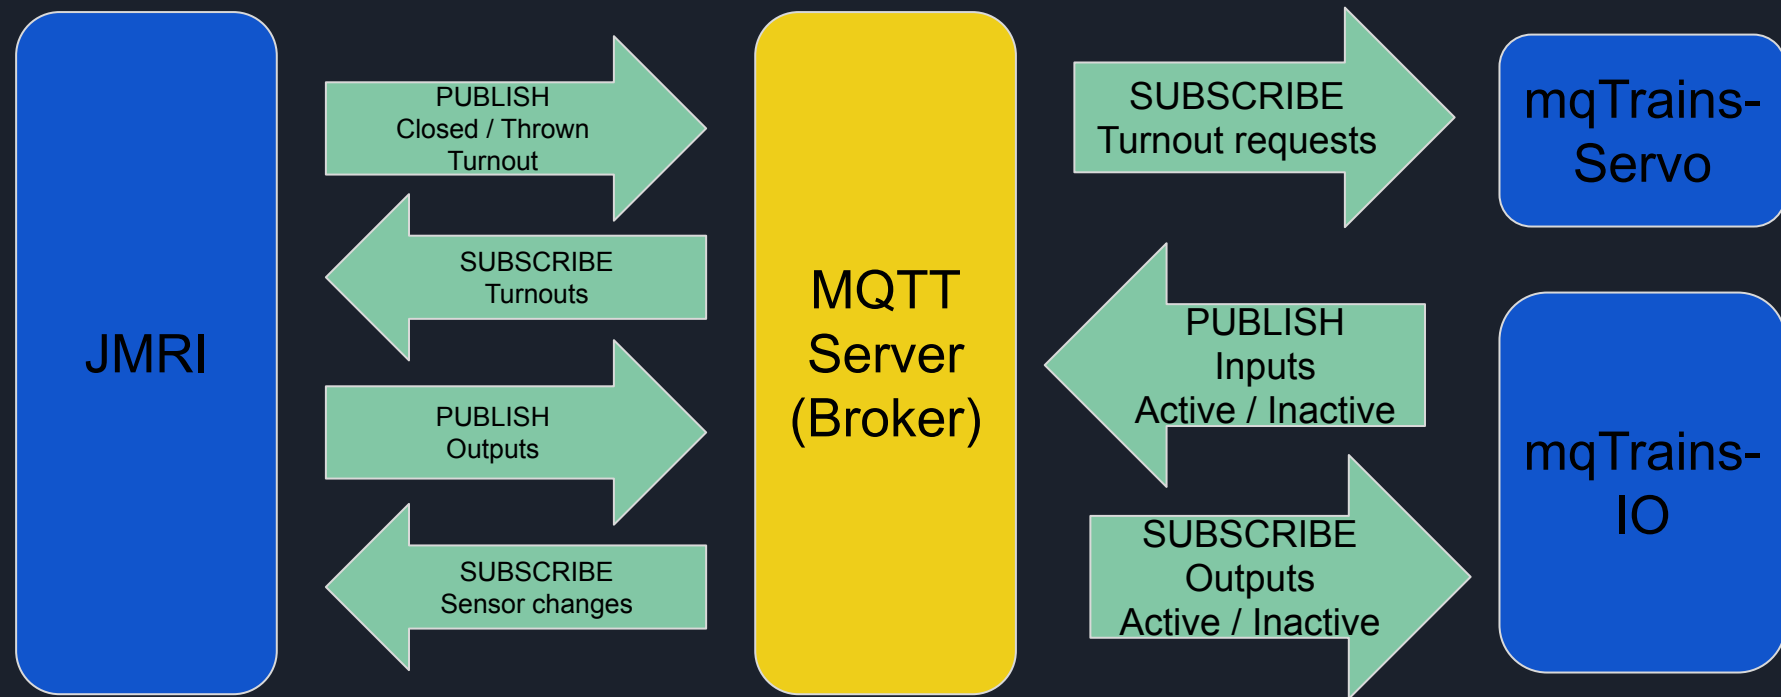 JMRI
PUBLISH
Closed / Thrown
Turnout
SUBSCRIBE
Turnouts
PUBLISH
Outputs
SUBSCRIBE
Sensor changes
MQTT
Server
(Broker)
SUBSCRIBE
Turnout requests
PUBLISH
Inputs
Active / Inactive
SUBSCRIBE
Outputs
Active / Inactive
mqTrains-
Servo
mqTrains-
IO